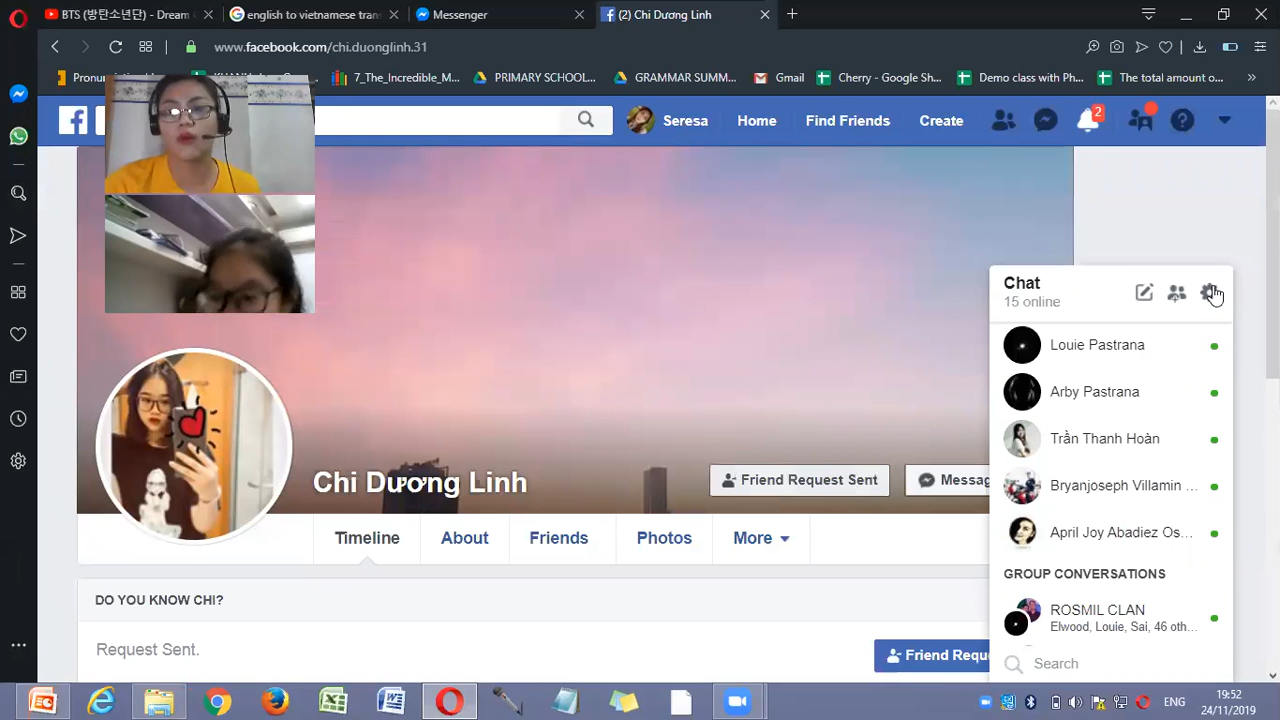 BTS (방탄소년단) - Dream
english to vietnamese tran
Messenger
(2) Chi Dương Linh
www.facebook.com/chi.duonglinh.31
7_The_Incredible_M...
PRIMARY SCHOOL...
GRAMMAR SUMM...
Gmail
Cherry - Google Sh...
Demo class with Ph...
The total amount o...
Seresa
Home
Find Friends
Create
2
Chat
15 online
Louie Pastrana
Arby Pastrana
Trần Thanh Hoàn
Bryanjoseph Villamin ...
April Joy Abadiez Os...
GROUP CONVERSATIONS
ROSMIL CLAN
Elwood, Louie, Sai, 46 oth...
Search
Chi Dương Linh
Friend Request Sent
Messag
Timeline
About
Friends
Photos
More
DO YOU KNOW CHI?
Request Sent.
Friend Reque
ENG
19:52
24/11/2019